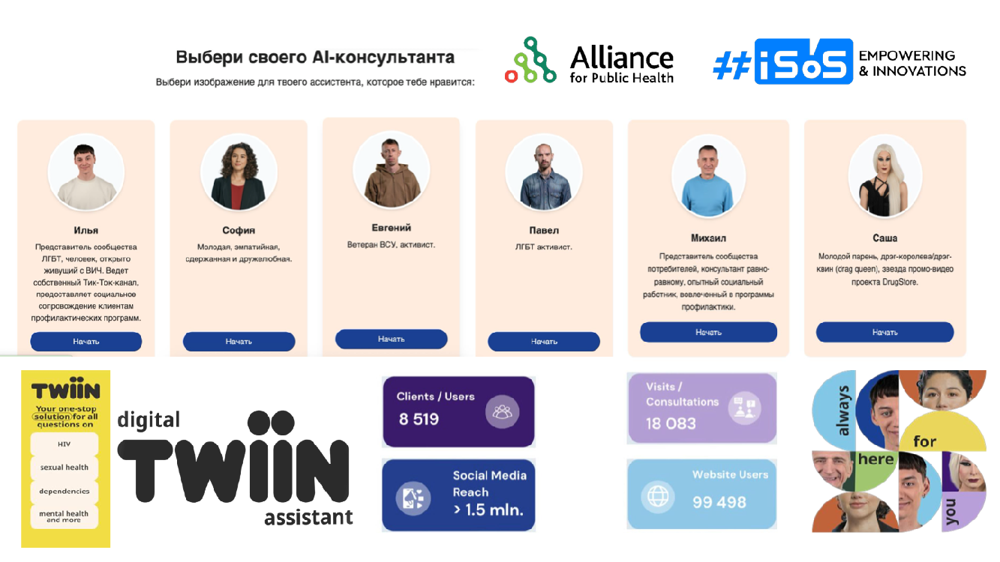 Выбери своего AI-консультанта
Выбери изображение для твоего ассистента, которое тебе нравится:
Alliance
for Public Health
#iSoS
EMPOWERING
& INNOVATIONS
Илья
Представитель сообщества
ЛГБТ, человек, открыто
живущий с ВИЧ. Ведет
собственный Тик-Ток-канал,
предоставляет социальное
сопровождение клиентам
профилактических программ.
Начать
София
Молодая, эмпатийная,
сдержанная и дружелюбная.
Начать
Евгений
Ветеран ВСУ, активист.
Начать
Павел
ЛГБТ активист.
Начать
Михаил
Представитель сообщества
потребителей, консультант равно-
равному, опытный социальный
работник, вовлеченный в программы
профилактики.
Начать
Саша
Молодой парень, дрэг-королева/дрэг-
квин (drag queen), звезда промо-видео
проекта DrugStore.
Начать
TWIIN
Your one-stop
solution for all
questions on
HIV
sexual health
dependencies
mental health
and more
digital
TWIIN
assistant
Clients / Users
8 519
Social Media
Reach
> 1.5 mln.
Visits /
Consultations
18 083
Website Users
99 498
always
here
for
you